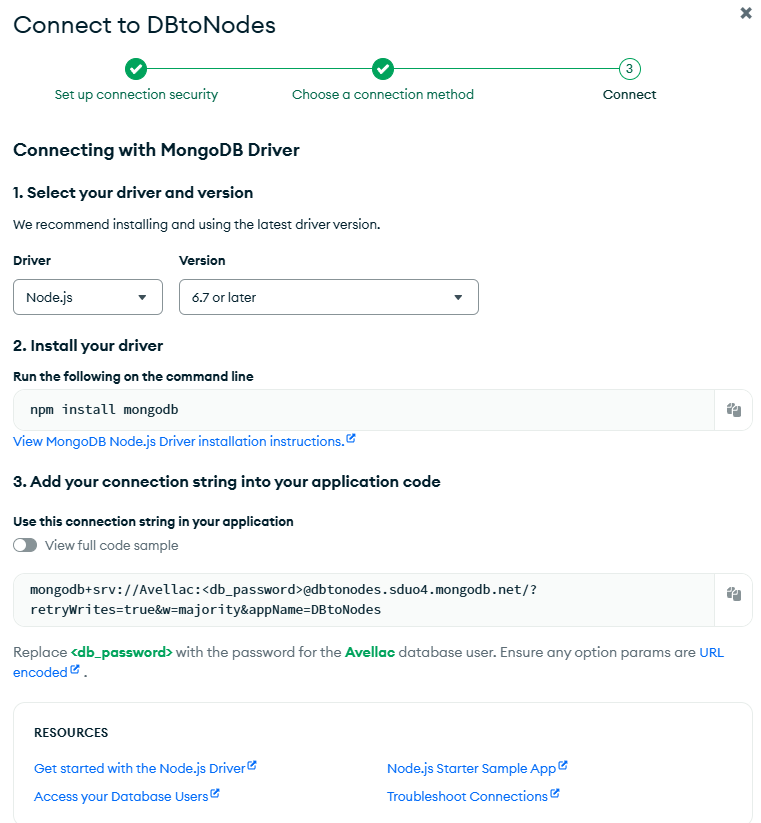 Connect to DBtoNodes
Set up connection security
Choose a connection method
3
Connect
Connecting with MongoDB Driver
1. Select your driver and version
We recommend installing and using the latest driver version.
Driver
Version
Node.js
6.7 or later
2. Install your driver
Run the following on the command line
npm install mongodb
View MongoDB Node.js Driver installation instructions.
3. Add your connection string into your application code
Use this connection string in your application
View full code sample
mongodb+srv://Avellac:<db_password>@dbtonodes.sduo4.mongodb.net/?
retryWrites=true&w=majority&appName=DBtoNodes
Replace <db_password> with the password for the Avellac database user. Ensure any option params are URL
encoded .
RESOURCES
Get started with the Node.js Driver
Node.js Starter Sample App
Access your Database Users
Troubleshoot Connections